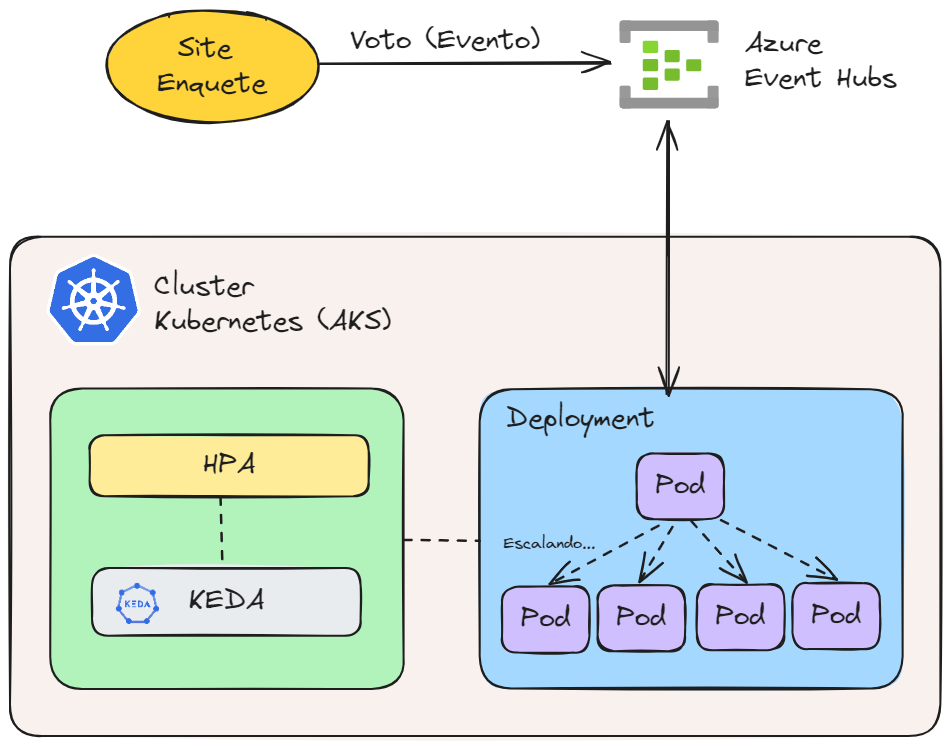 Site
Enquete
Voto (Evento)
Azure
Event Hubs
Cluster
Kubernetes (AKS)
HPA
KEDA
KEDA
Deployment
Pod
Escalando...
Pod
Pod
Pod
Pod